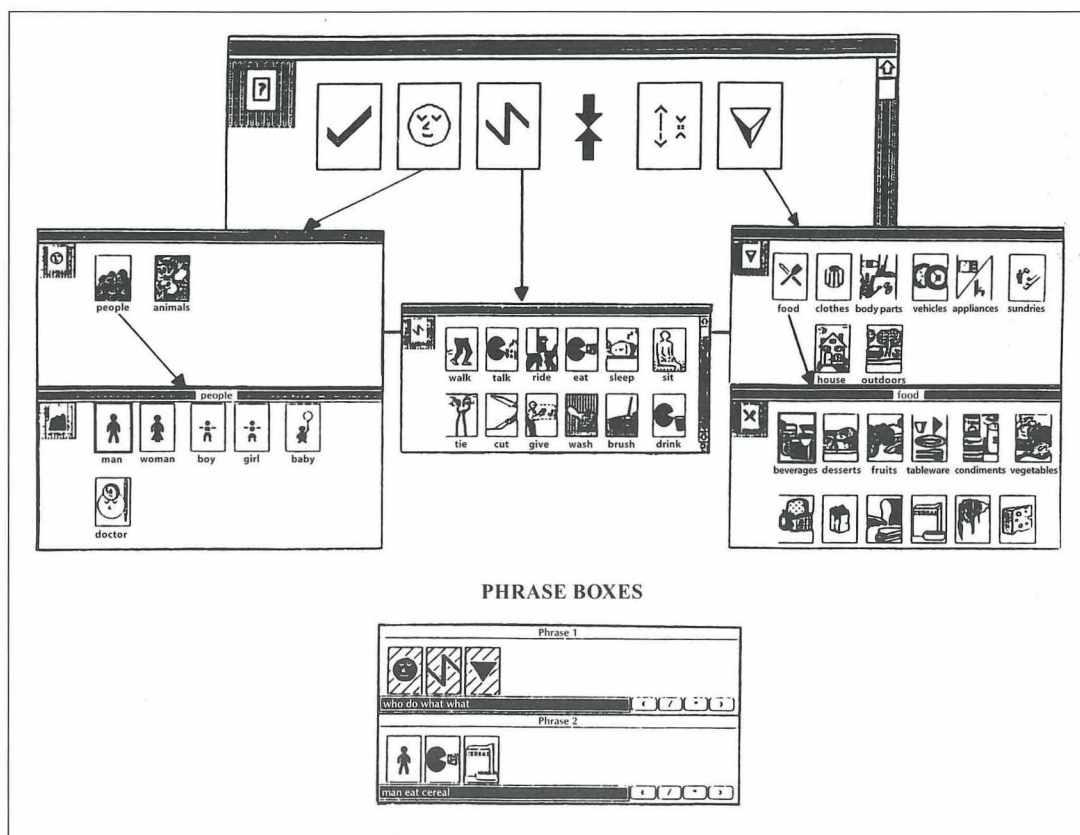 ?
people animals
people
man woman boy girl baby
doctor
walk talk ride eat sleep sit
tie cut give wash brush drink
food clothes body parts vehicles appliances sundries
house outdoors
food
beverages desserts fruits tableware condiments vegetables
CEREAL
PHRASE BOXES
Phrase 1
who do what what
Phrase 2
man eat cereal